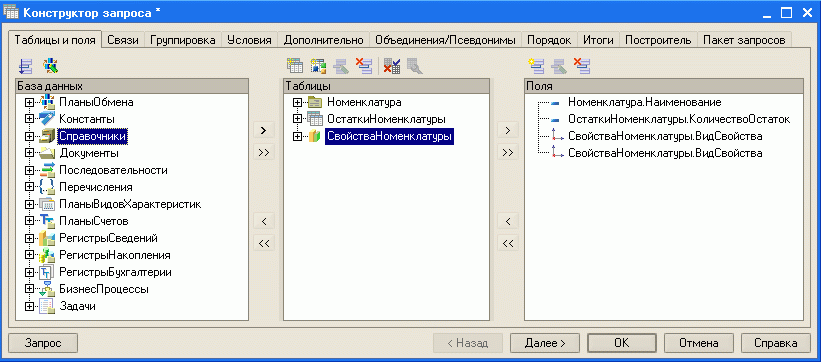 Конструктор запроса *
Таблицы и поля Связи Группировка Условия Дополнительно Объединения/Псевдонимы Порядок Итоги Построитель Пакет запросов
База данных
ПланыОбмена
Константы
Справочники
Документы
Последовательности
Перечисления
ПланыВидовХарактеристик
ПланыСчетов
РегистрыСведений
РегистрыНакопления
РегистрыБухгалтерии
БизнесПроцессы
Задачи
>
>>
<
<<
Таблицы
Номенклатура
ОстаткиНоменклатуры
СвойстваНоменклатуры
>
>>
<
<<
Поля
Номенклатура.Наименование
ОстаткиНоменклатуры.КоличествоОстаток
СвойстваНоменклатуры.ВидСвойства
СвойстваНоменклатуры.ВидСвойства
Запрос < Назад Далее > OK Отмена Справка